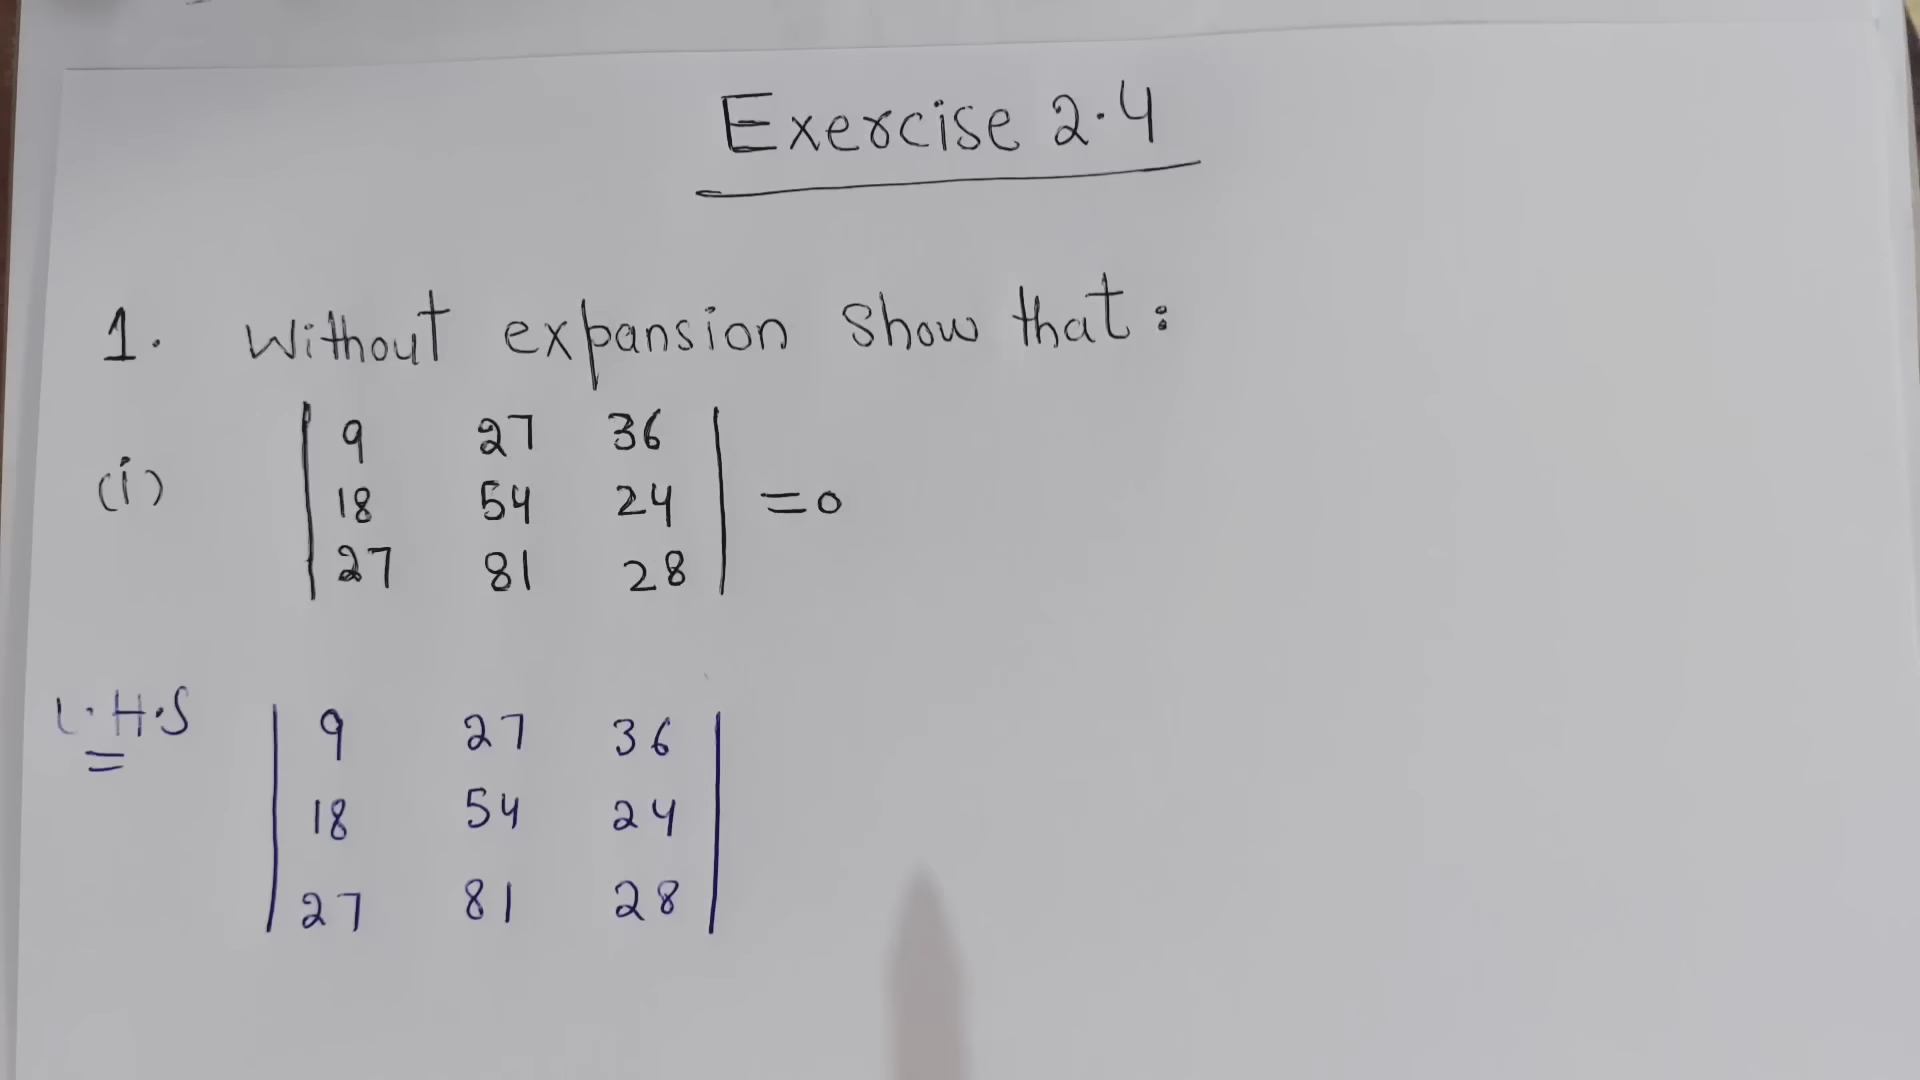 Exercise 2.4
1. Without expansion show that:
(i) | 9 27 36 |
| 18 54 24 | =0
| 27 81 28 |
L.H.S | 9 27 36 |
= | 18 54 24 |
| 27 81 28 |